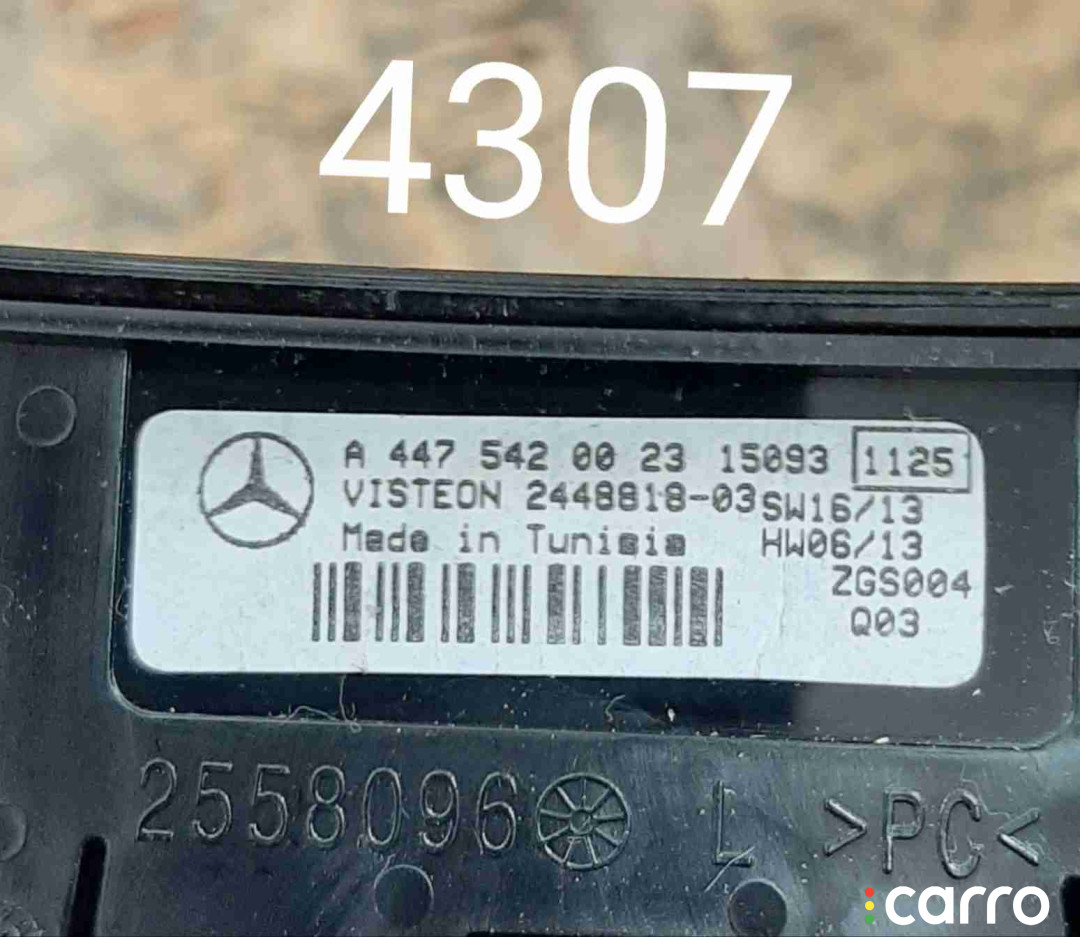 4307
A 447 542 00 23 15093 1125
VISTEON 2448818-03 SW16/13
Made in Tunisia HW06/13
ZGS004
Q03
2558096 L >PC<
carro